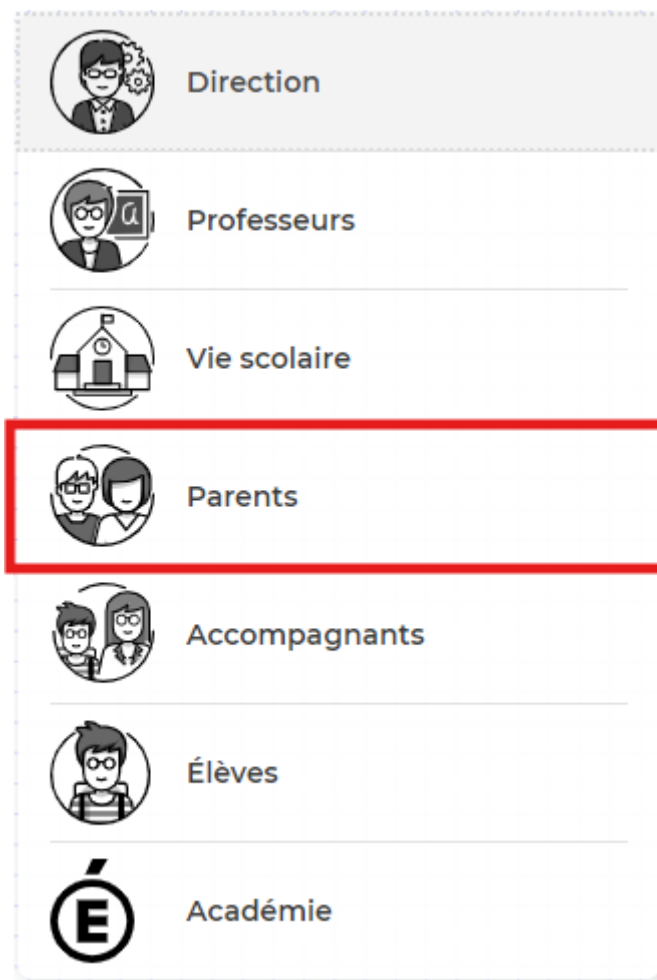 Direction
a
Professeurs
Vie scolaire
Parents
Accompagnants
Élèves
É
Académie